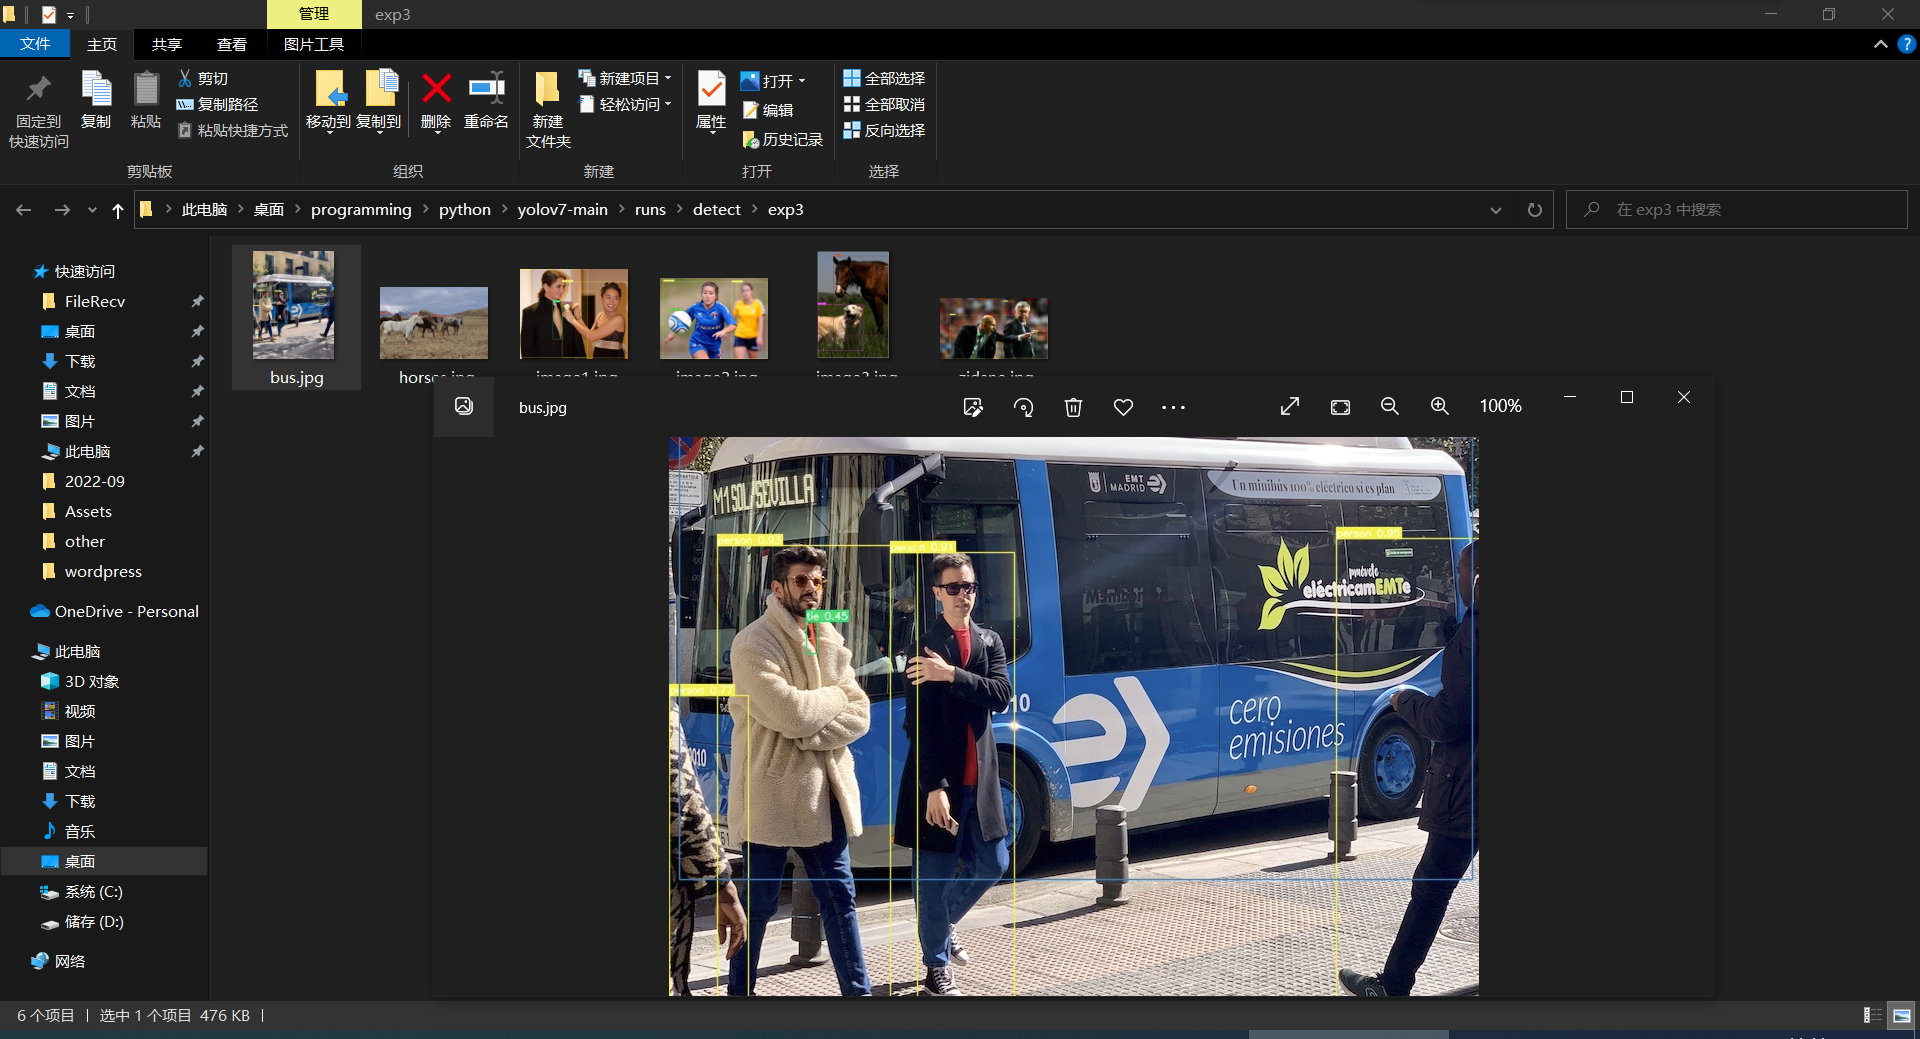 管理
exp3
文件
主页
共享
查看
图片工具
固定到
快速访问
复制
粘贴
剪切
复制路径
粘贴快捷方式
剪贴板
移动到
复制到
删除
重命名
组织
新建
文件夹
新建项目
轻松访问
新建
属性
打开
编辑
历史记录
打开
全部选择
全部取消
反向选择
选择
此电脑
桌面
programming
python
yolov7-main
runs
detect
exp3
在 exp3 中搜索
快速访问
FileRecv
桌面
下载
文档
图片
此电脑
2022-09
Assets
other
wordpress
OneDrive - Personal
此电脑
3D 对象
视频
图片
文档
下载
音乐
桌面
系统 (C:)
储存 (D:)
网络
bus.jpg
horses.jpg
image1.jpg
image2.jpg
image3.jpg
zidane.jpg
bus.jpg
100%
M1 SOL/SEVILLA
EMT
MADRID
Un minibús 100% eléctrico si es plan
person 0.93
person 0.91
person 0.95
tie 0.45
person 0.77
muévete
eléctricamEMTe
cero
emisiones
6 个项目
选中 1 个项目 476 KB